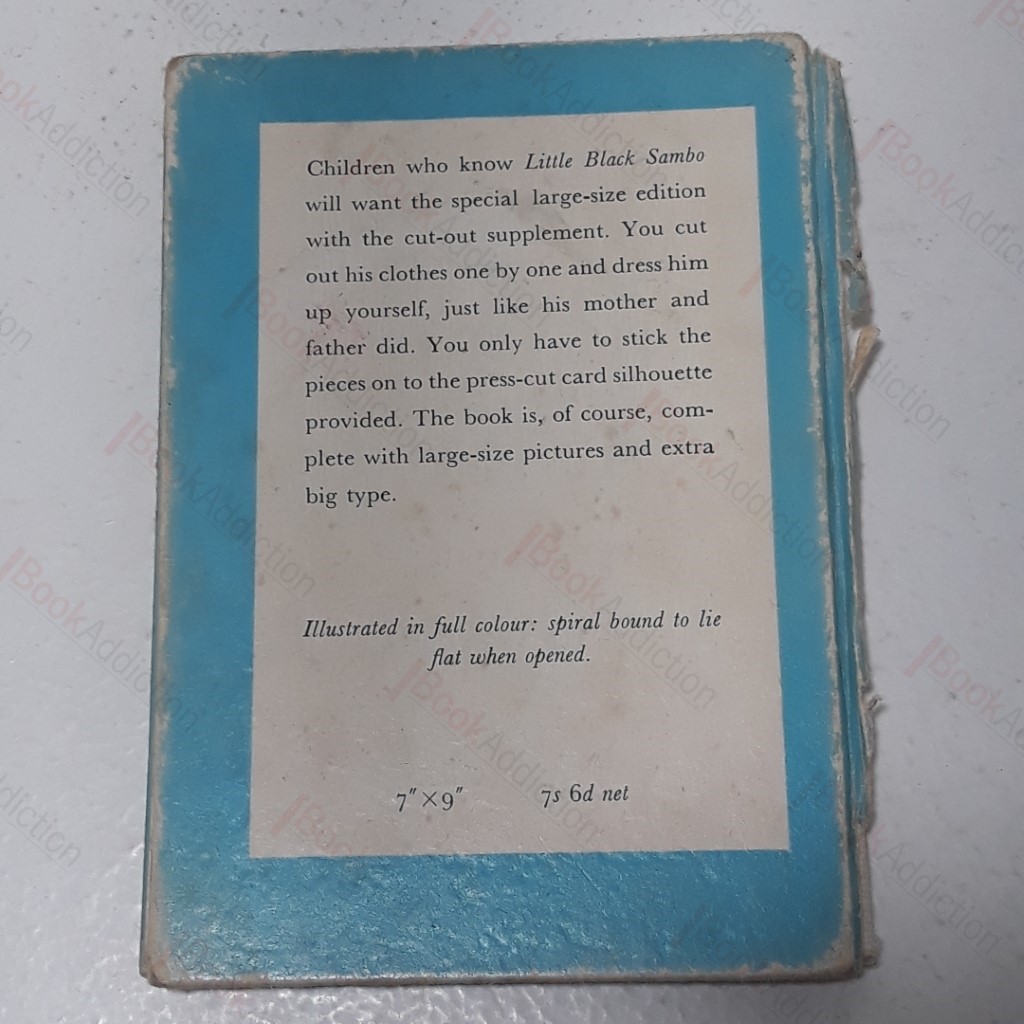 Children who know Little Black Sambo
will want the special large-size edition
with the cut-out supplement. You cut
out his clothes one by one and dress him
up yourself, just like his mother and
father did. You only have to stick the
pieces on to the press-cut card silhouette
provided. The book is, of course, com-
plete with large-size pictures and extra
big type.
Illustrated in full colour: spiral bound to lie
flat when opened.
7" × 9" 7s 6d net
BookAddiction